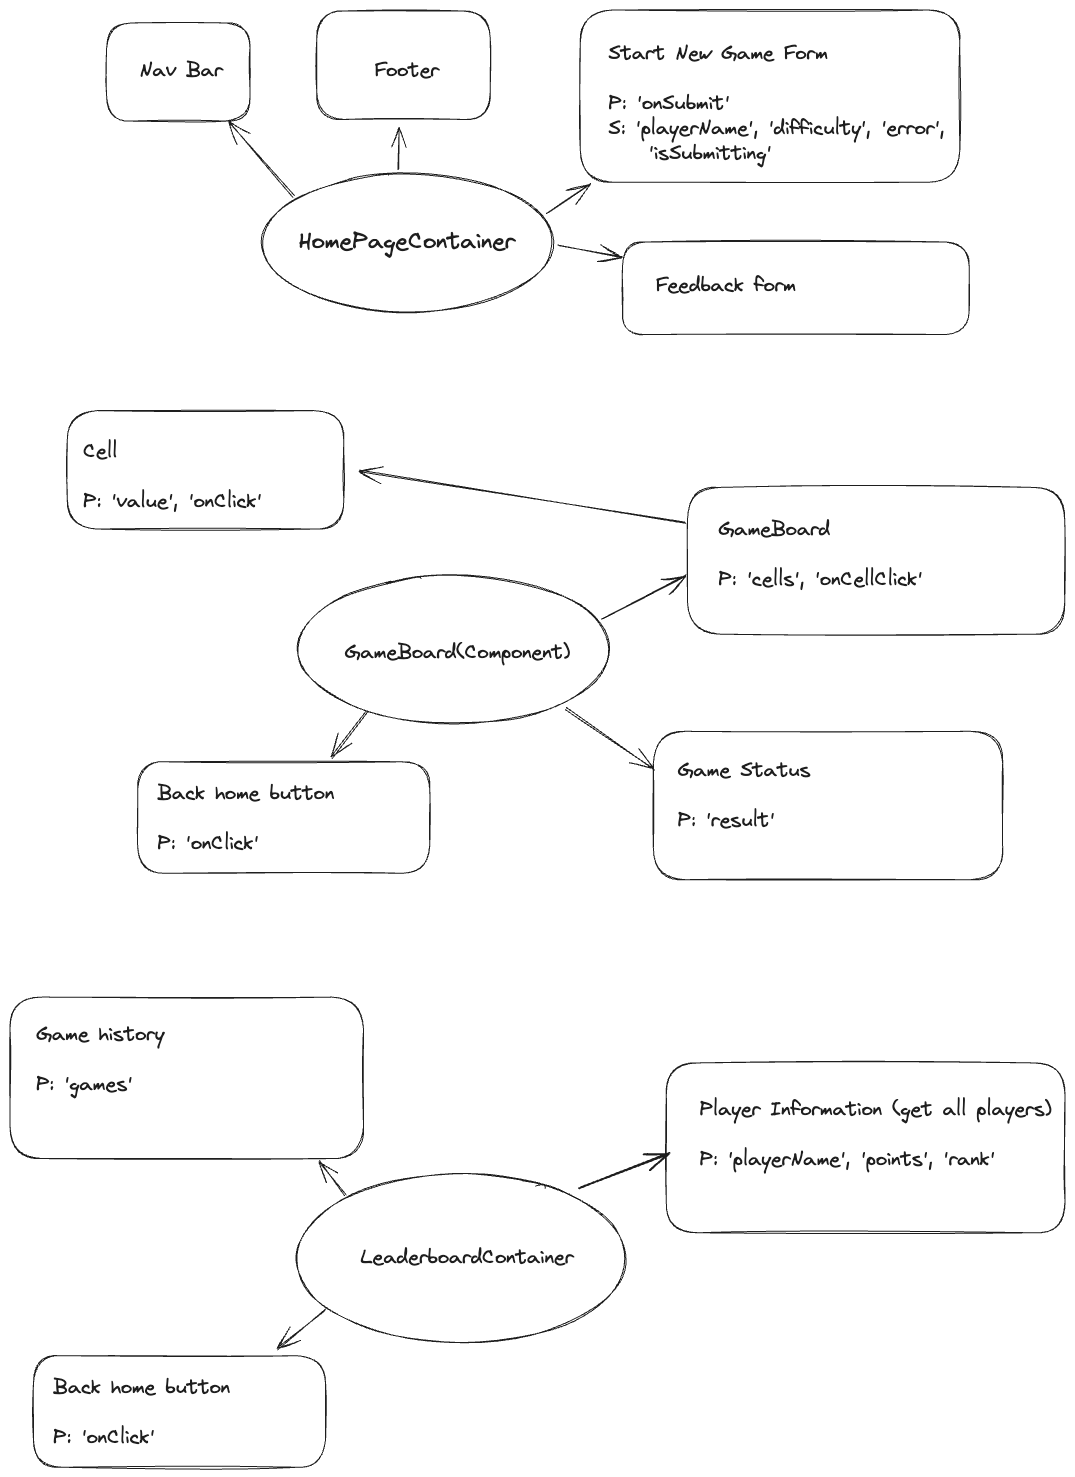 Nav Bar
Footer
Start New Game Form
P: 'onSubmit'
S: 'playerName', 'difficulty', 'error',
'isSubmitting'
HomePageContainer
Feedback form
Cell
P: 'value', 'onClick'
GameBoard
P: 'cells', 'onCellClick'
GameBoard(Component)
Back home button
P: 'onClick'
Game Status
P: 'result'
Game history
P: 'games'
Player Information (get all players)
P: 'playerName', 'points', 'rank'
LeaderboardContainer
Back home button
P: 'onClick'